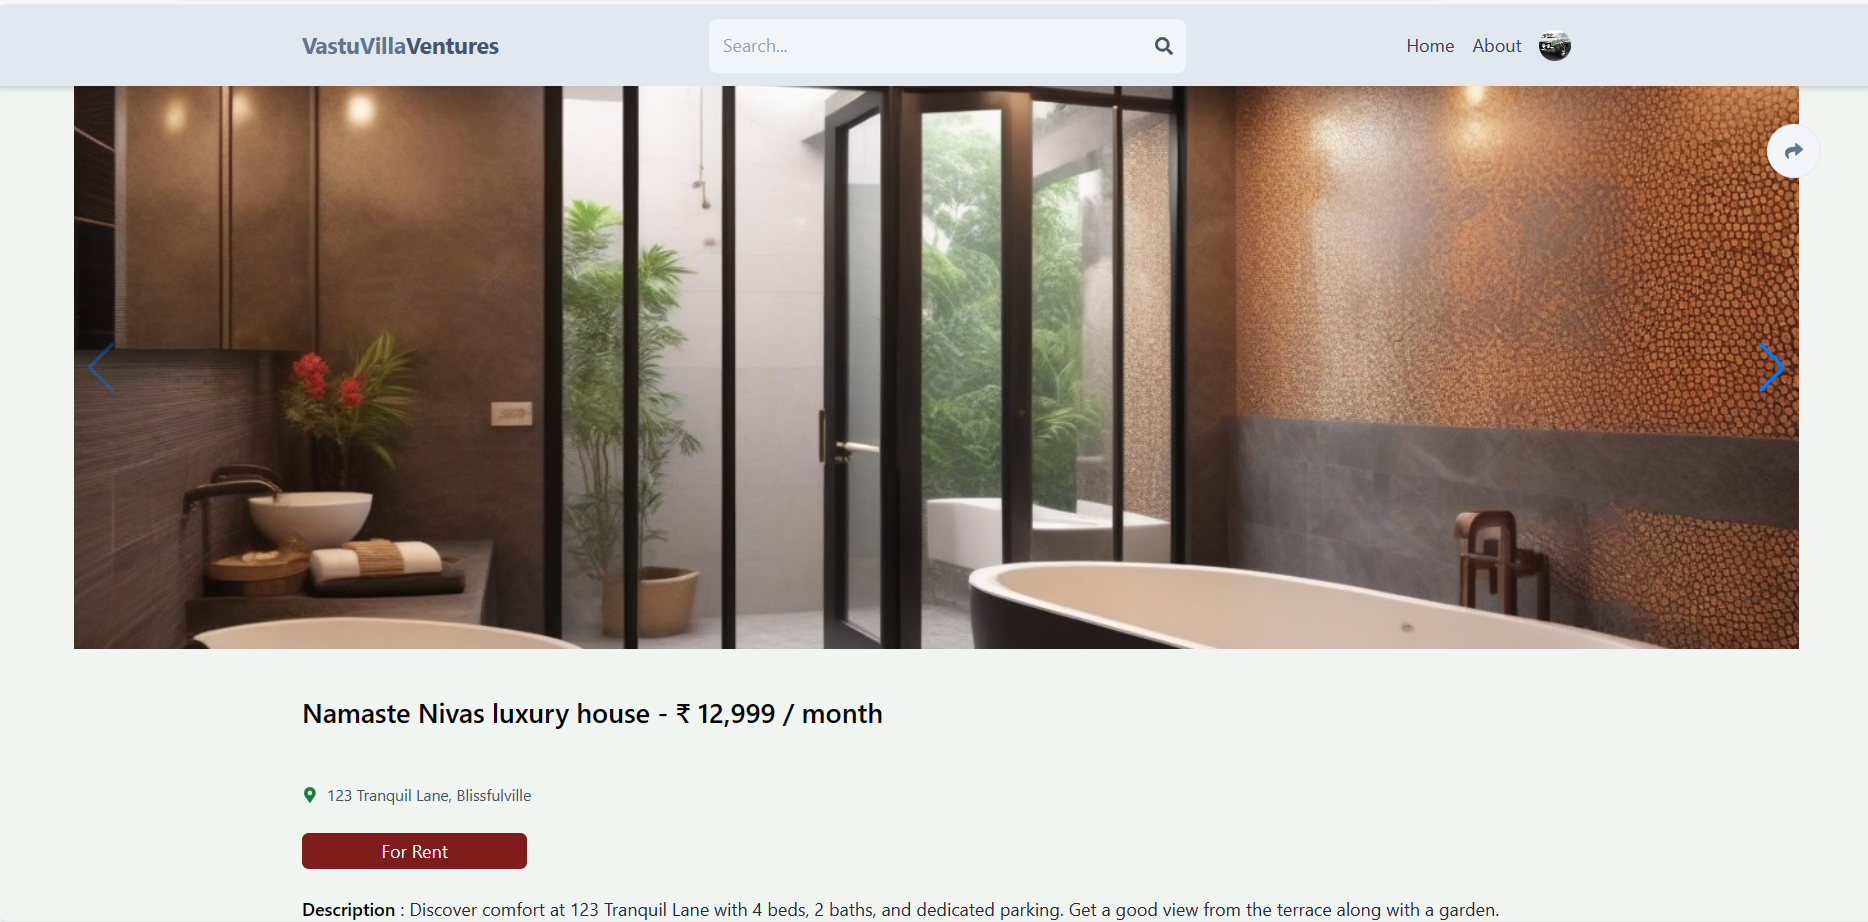 VastuVillaVentures
Search...
Home
About
Namaste Nivas luxury house - ₹ 12,999 / month
123 Tranquil Lane, Blissfulville
For Rent
Description : Discover comfort at 123 Tranquil Lane with 4 beds, 2 baths, and dedicated parking. Get a good view from the terrace along with a garden.